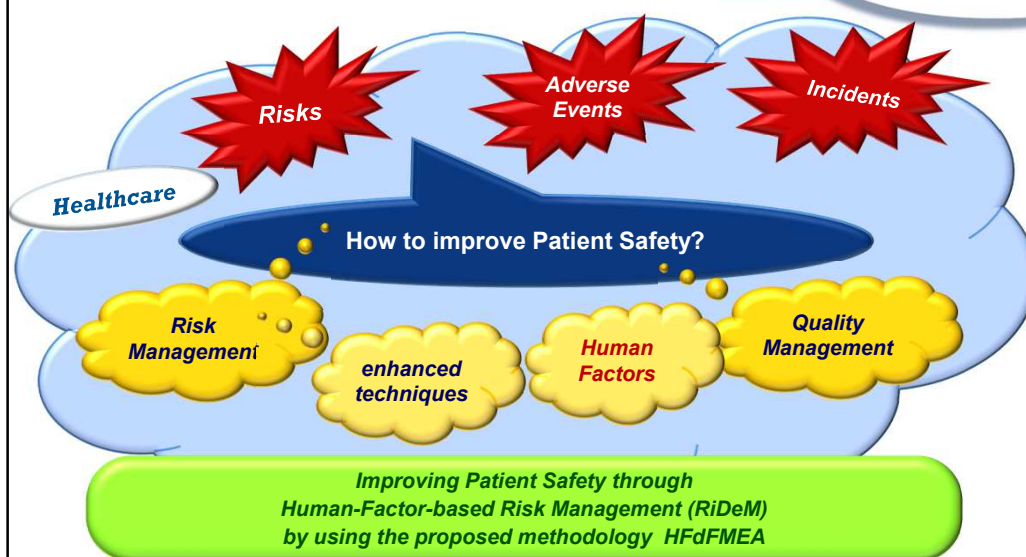 Risks
Adverse
Events
Incidents
Healthcare
How to improve Patient Safety?
Risk
Management
enhanced
techniques
Human
Factors
Quality
Management
Improving Patient Safety through
Human-Factor-based Risk Management (RiDeM)
by using the proposed methodology HFdFMEA